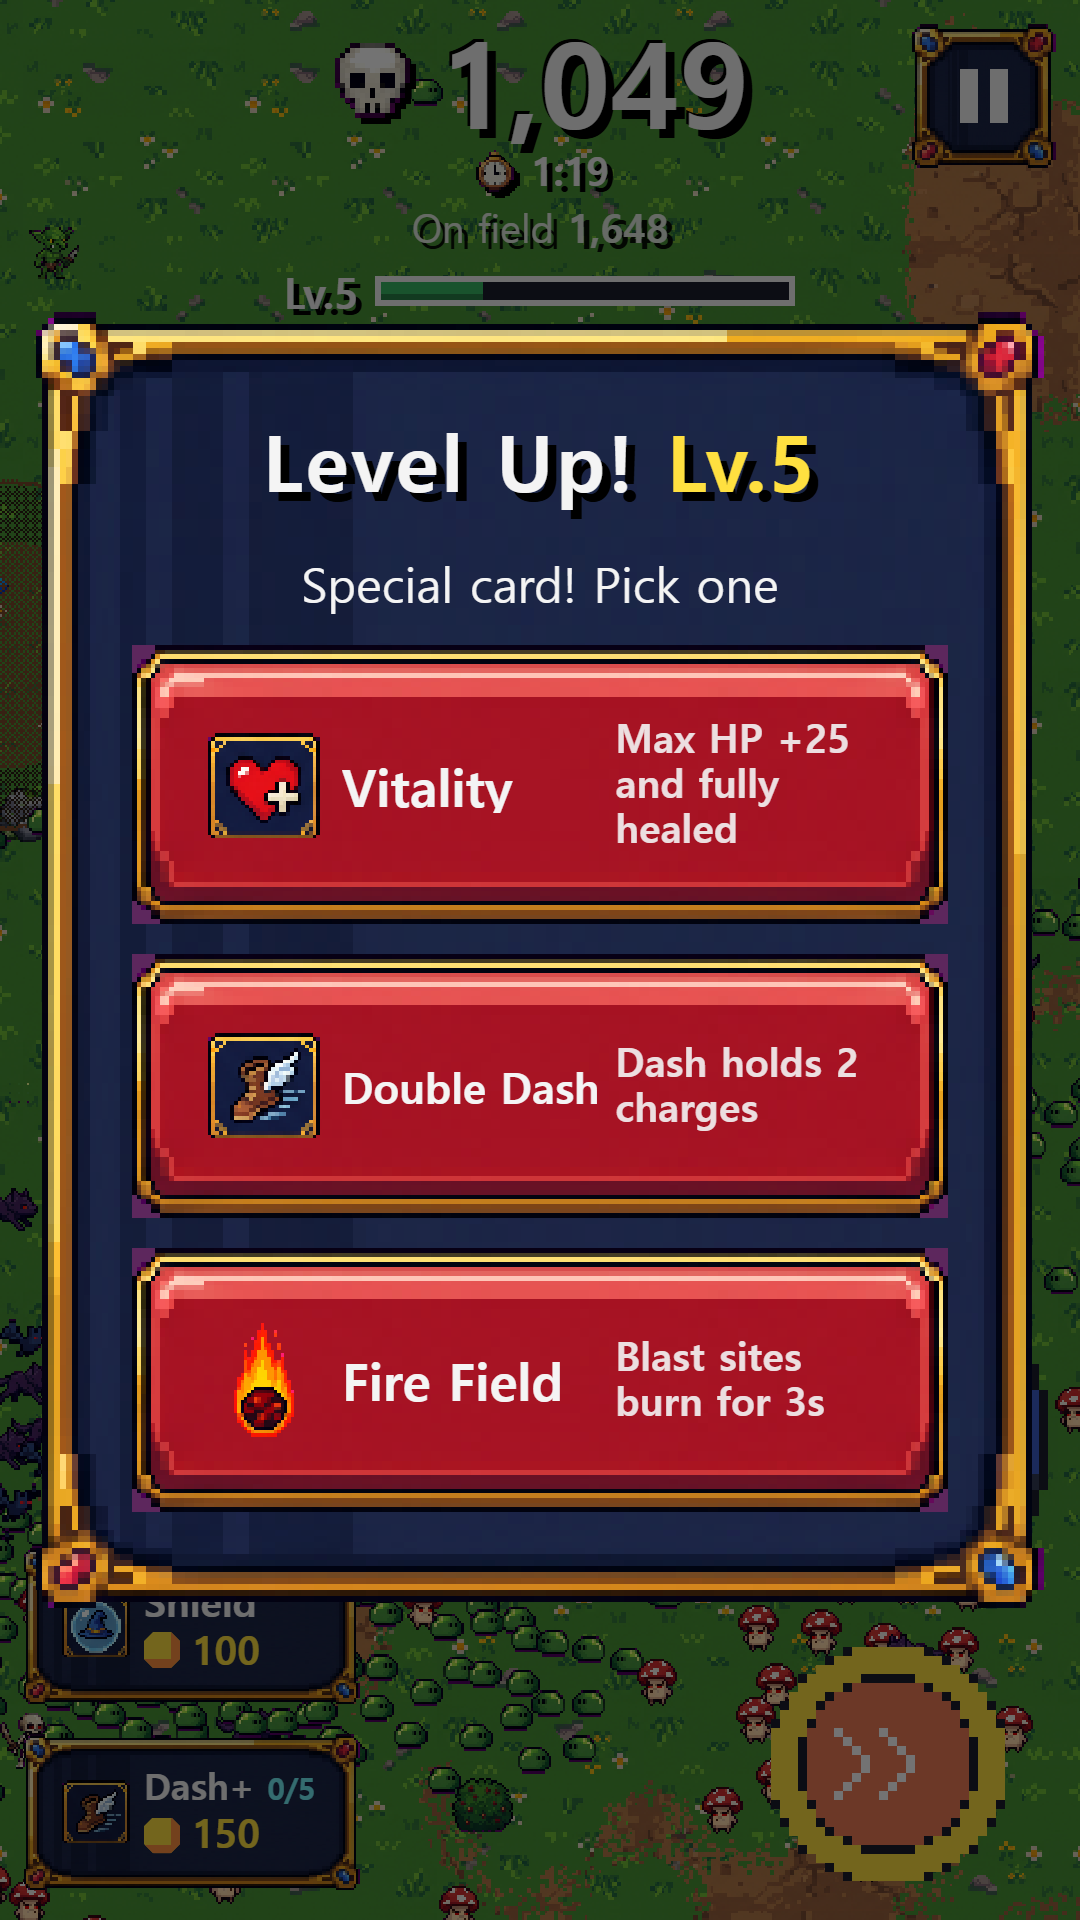 1,049
1:19
On field 1,648
Lv.5
Level Up! Lv.5
Special card! Pick one
Vitality
Max HP +25
and fully
healed
Double Dash
Dash holds 2
charges
Fire Field
Blast sites
burn for 3s
Shield
100
Dash+ 0/5
150